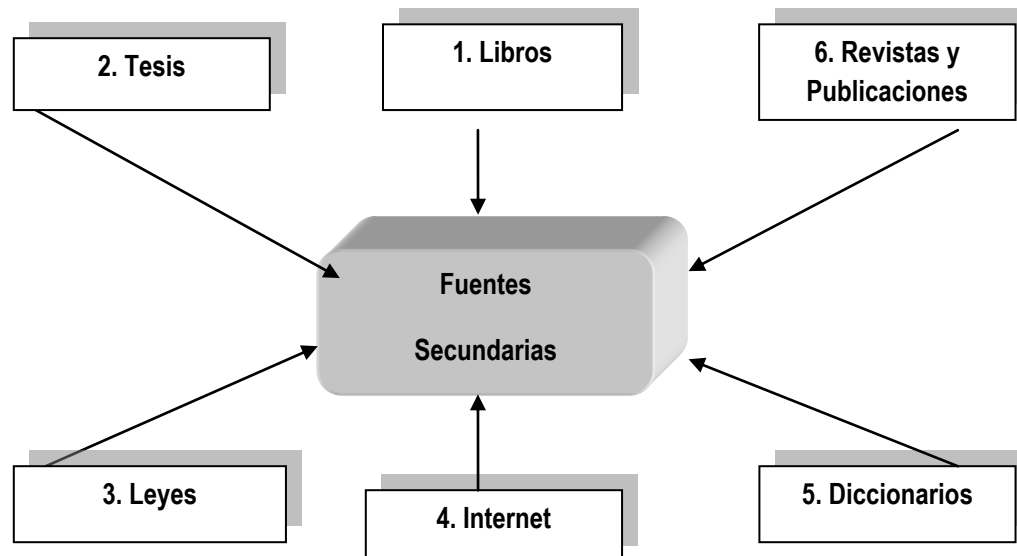 2. Tesis
1. Libros
6. Revistas y
Publicaciones
Fuentes
Secundarias
3. Leyes
4. Internet
5. Diccionarios